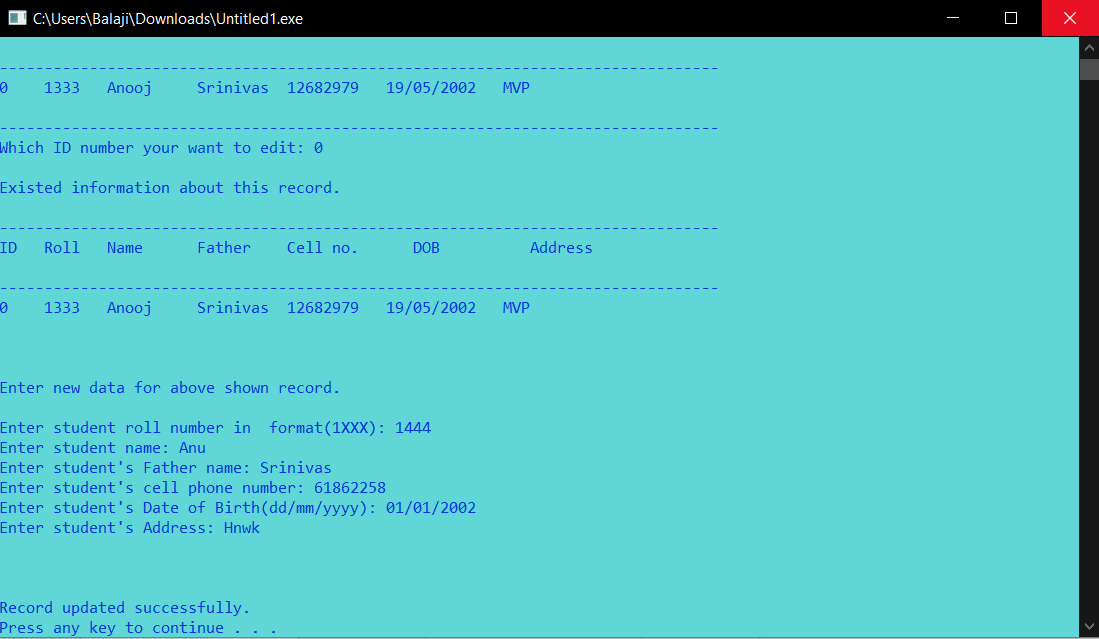 C:\Users\Balaji\Downloads\Untitled1.exe
--------------------------------------------------------------------------------
0    1333   Anooj     Srinivas  12682979   19/05/2002   MVP
--------------------------------------------------------------------------------
Which ID number your want to edit: 0
Existed information about this record.
--------------------------------------------------------------------------------
ID   Roll   Name      Father    Cell no.      DOB          Address
--------------------------------------------------------------------------------
0    1333   Anooj     Srinivas  12682979   19/05/2002   MVP
Enter new data for above shown record.
Enter student roll number in  format(1XXX): 1444
Enter student name: Anu
Enter student's Father name: Srinivas
Enter student's cell phone number: 61862258
Enter student's Date of Birth(dd/mm/yyyy): 01/01/2002
Enter student's Address: Hnwk
Record updated successfully.
Press any key to continue . . .